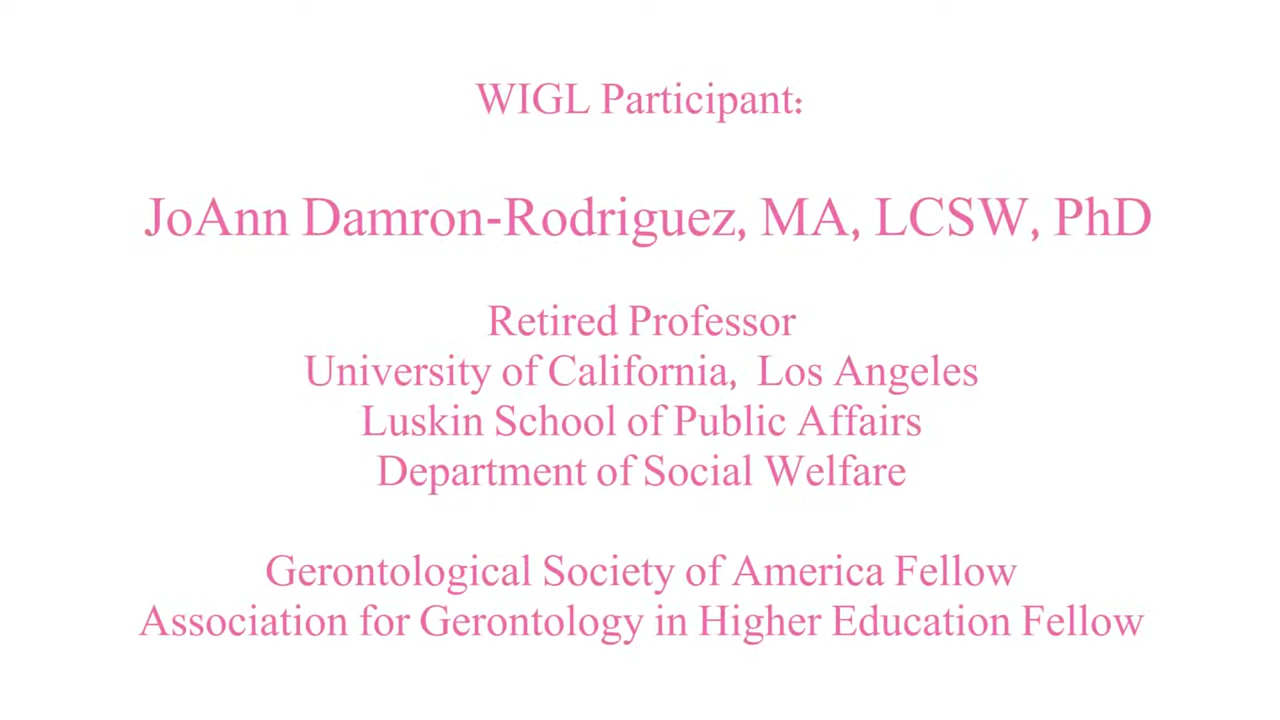 WIGL Participant:
JoAnn Damron-Rodriguez, MA, LCSW, PhD
Retired Professor
University of California, Los Angeles
Luskin School of Public Affairs
Department of Social Welfare
Gerontological Society of America Fellow
Association for Gerontology in Higher Education Fellow